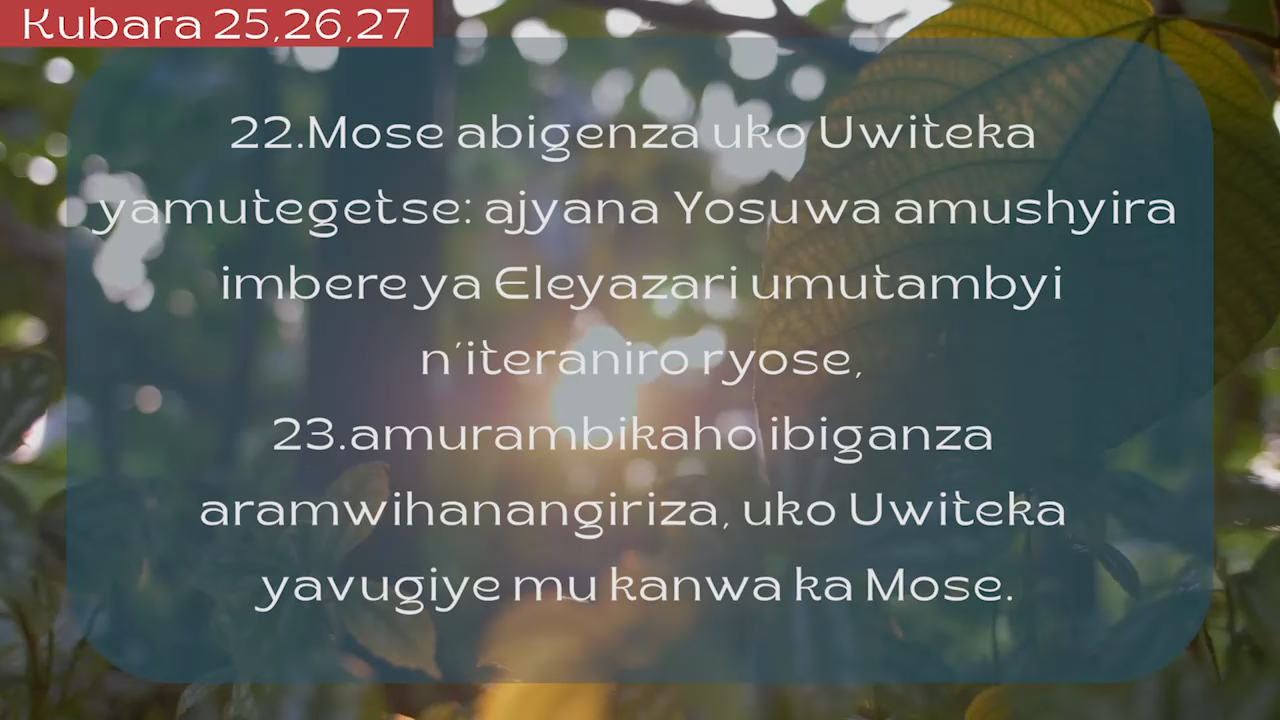 Kubara 25,26,27
22.Mose abigenza uko Uwiteka
yamutegetse: ajyana Yosuwa amushyira
imbere ya Eleyazari umutambyi
n'iteraniro ryose,
23.amurambikaho ibiganza
aramwihanangiriza, uko Uwiteka
yavugiye mu kanwa ka Mose.